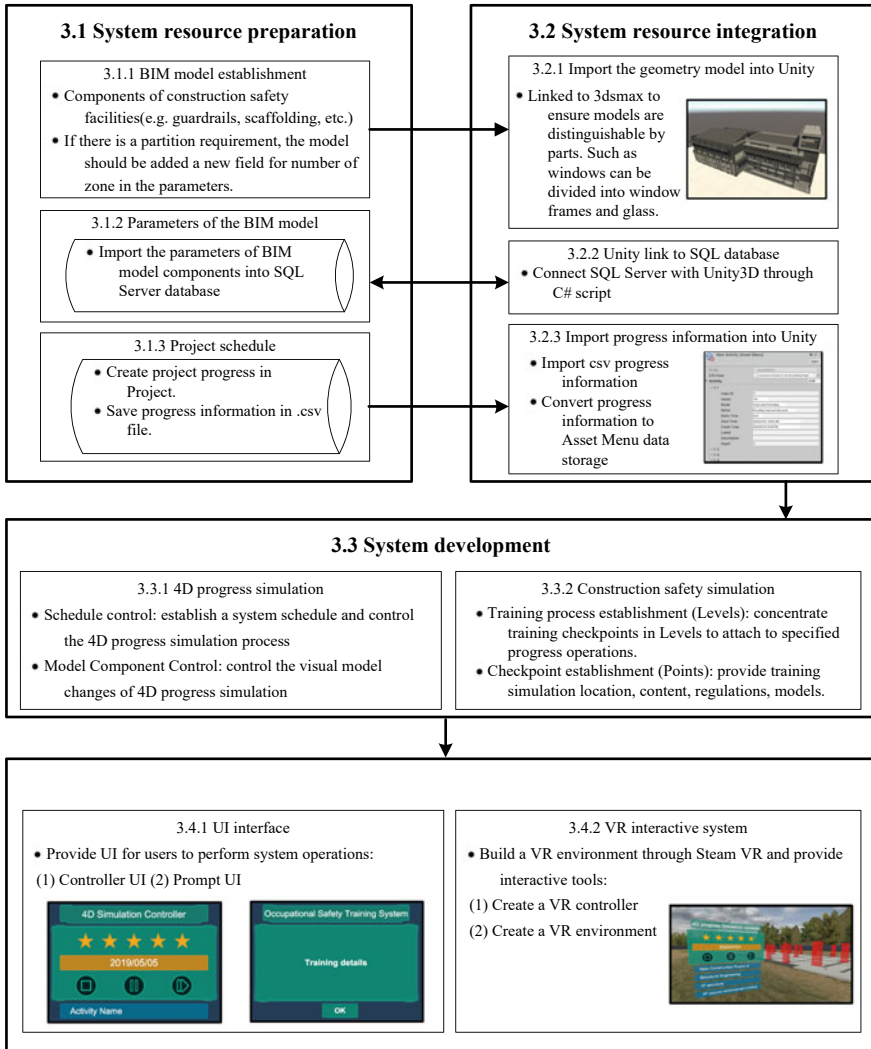 3.1 System resource preparation
3.1.1 BIM model establishment
Components of construction safety
facilities(e.g. guardrails, scaffolding, etc.)
If there is a partition requirement, the model
should be added a new field for number of
zone in the parameters.
3.1.2 Parameters of the BIM model
Import the parameters of BIM
model components into SQL
Server database
3.1.3 Project schedule
Create project progress in
Project.
Save progress information in .csv
file.
3.2 System resource integration
3.2.1 Import the geometry model into Unity
Linked to 3dsmax to
ensure models are
distinguishable by
parts. Such as
windows can be
divided into window
frames and glass.
3.2.2 Unity link to SQL database
Connect SQL Server with Unity3D through
C# script
3.2.3 Import progress information into Unity
Import csv progress
information
Convert progress
information to
Asset Menu data
storage
3.3 System development
3.3.1 4D progress simulation
Schedule control: establish a system schedule and control
the 4D progress simulation process
Model Component Control: control the visual model
changes of 4D progress simulation
3.3.2 Construction safety simulation
Training process establishment (Levels): concentrate
training checkpoints in Levels to attach to specified
progress operations.
Checkpoint establishment (Points): provide training
simulation location, content, regulations, models.
3.4.1 UI interface
Provide UI for users to perform system operations:
(1) Controller UI (2) Prompt UI
4D Simulation Controller
2019/05/05
Activity Name
Occupational Safety Training System
Training details
OK
3.4.2 VR interactive system
Build a VR environment through Steam VR and provide
interactive tools:
(1) Create a VR controller
(2) Create a VR environment